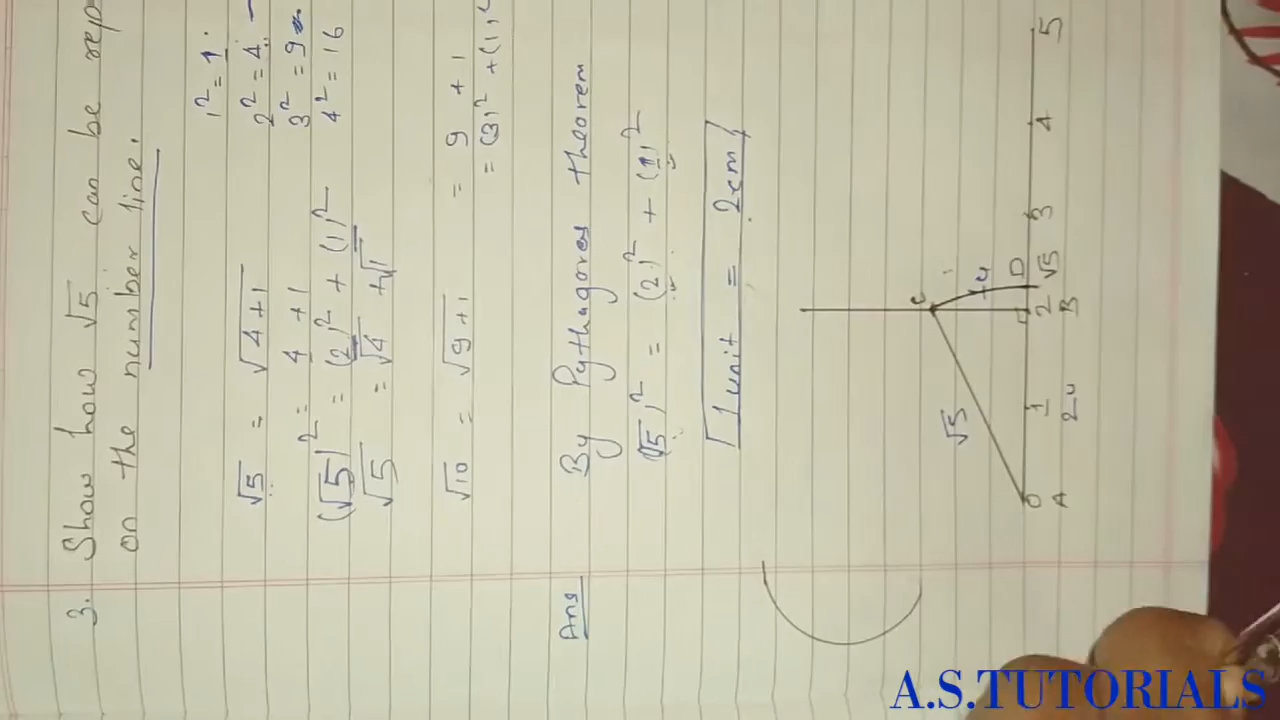 3. Show how √5 can be rep
on the number line.
1² = 1.
√5 = √4+1
2² = 4
= 4 + 1
3² = 9
(√5)² = (2)² + (1)²
4² = 16
√5 = √4 + √1
√10 = √9+1 = 9 + 1
= (3)² + (1)²
Ans By Pythagores theorem
(√5)² = (2)² + (1)²
[1 unit = 2cm]
C
√5
D
0 1 2 √5 3 4 5
A 2u B
A.S.TUTORIALS